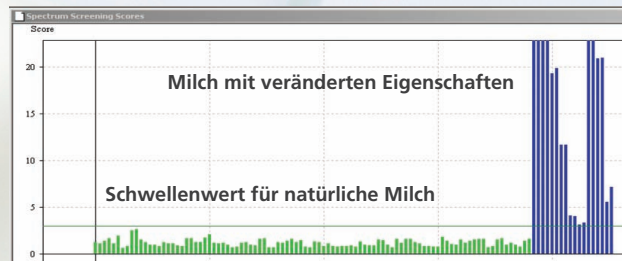 Spectrum Screening Scores
Score
20
Milch mit veränderten Eigenschaften
15
10
Schwellenwert für natürliche Milch
5
0